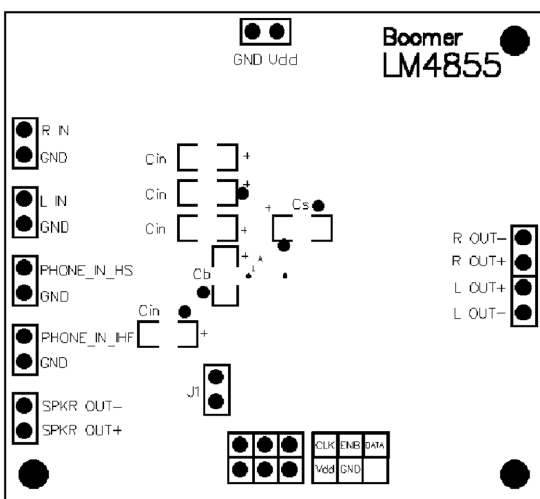 Boomer
LM4855
GND Vdd
R IN
GND
L IN
GND
PHONE_IN_HS
GND
PHONE_IN_IHF
GND
SPKR OUT-
SPKR OUT+
Cin +
Cin +
Cin +
+ Cs
Cb +
1 A
Cin +
J1
R OUT-
R OUT+
L OUT+
L OUT-
CLK ENB DATA
Vdd GND